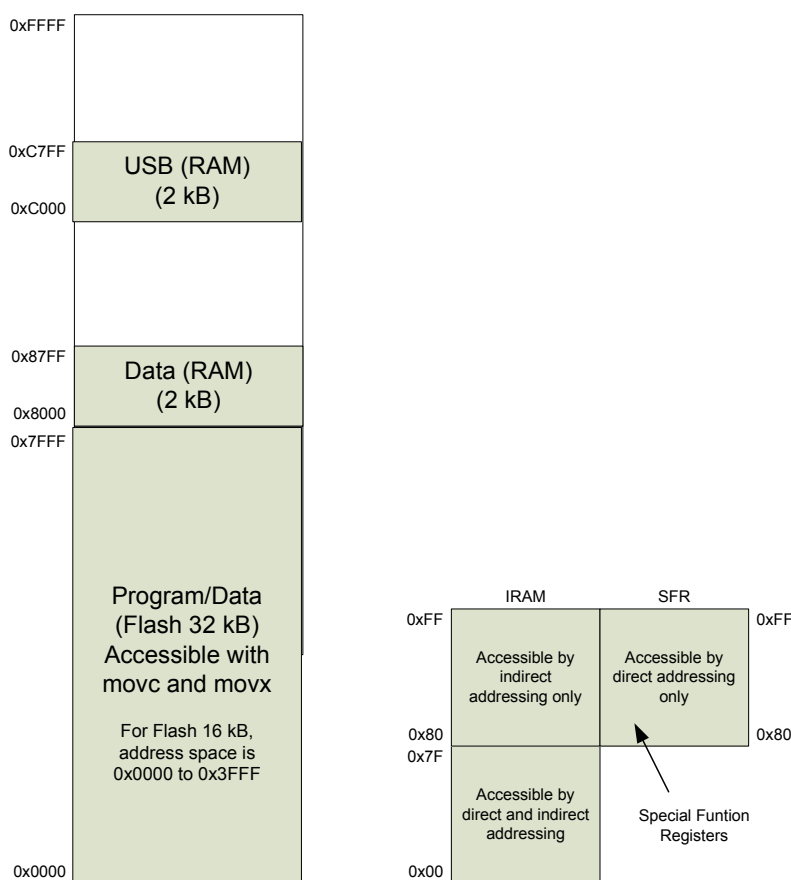 0xFFFF
0xC7FF
USB (RAM)
(2 kB)
0xC000
0x87FF
Data (RAM)
(2 kB)
0x8000
0x7FFF
Program/Data
(Flash 32 kB)
Accessible with
movc and movx
For Flash 16 kB,
address space is
0x0000 to 0x3FFF
0x0000
IRAM
SFR
0xFF
0xFF
Accessible by
indirect
addressing only
Accessible by
direct addressing
only
0x80
0x80
0x7F
Accessible by
direct and indirect
addressing
Special Funtion
Registers
0x00